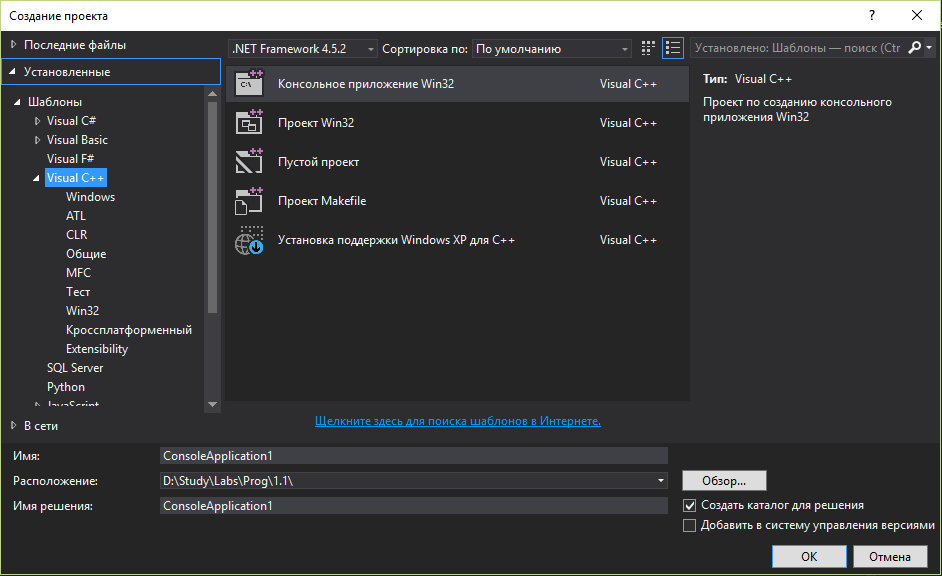 Создание проекта
?
Последние файлы
Установленные
Шаблоны
Visual C#
Visual Basic
Visual F#
Visual C++
Windows
ATL
CLR
Общие
MFC
Тест
Win32
Кроссплатформенный
Extensibility
SQL Server
Python
JavaScript
В сети
.NET Framework 4.5.2
Сортировка по: По умолчанию
Консольное приложение Win32 Visual C++
Проект Win32 Visual C++
Пустой проект Visual C++
Проект Makefile Visual C++
Установка поддержки Windows XP для C++ Visual C++
Щелкните здесь для поиска шаблонов в Интернете.
Установлено: Шаблоны — поиск (Ctr
Тип: Visual C++
Проект по созданию консольного
приложения Win32
Имя: ConsoleApplication1
Расположение: D:\Study\Labs\Prog\1.1\
Обзор...
Имя решения: ConsoleApplication1
Создать каталог для решения
Добавить в систему управления версиями
OK Отмена